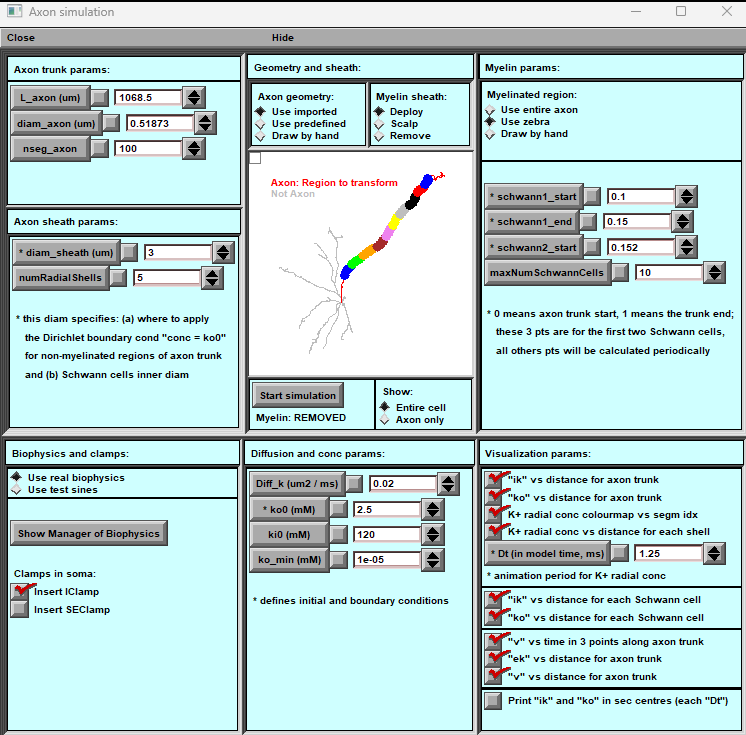 Axon simulation
Close
Hide
Axon trunk params:
L_axon (um)
1068.5
diam_axon (um)
0.51873
nseg_axon
100
Axon sheath params:
* diam_sheath (um)
3
numRadialShells
5
* this diam specifies: (a) where to apply
the Dirichlet boundary cond "conc = ko0"
for non-myelinated regions of axon trunk
and (b) Schwann cells inner diam
Geometry and sheath:
Axon geometry:
Use imported
Use predefined
Draw by hand
Myelin sheath:
Deploy
Scalp
Remove
Axon: Region to transform
Not Axon
Start simulation
Myelin: REMOVED
Show:
Entire cell
Axon only
Myelin params:
Myelinated region:
Use entire axon
Use zebra
Draw by hand
* schwann1_start
0.1
* schwann1_end
0.15
* schwann2_start
0.152
maxNumSchwannCells
10
* 0 means axon trunk start, 1 means the trunk end;
these 3 pts are for the first two Schwann cells,
all others pts will be calculated periodically
Biophysics and clamps:
Use real biophysics
Use test sines
Show Manager of Biophysics
Clamps in soma:
Insert IClamp
Insert SEClamp
Diffusion and conc params:
Diff_k (um2 / ms)
0.02
* ko0 (mM)
2.5
ki0 (mM)
120
ko_min (mM)
1e-05
* defines initial and boundary conditions
Visualization params:
"ik" vs distance for axon trunk
"ko" vs distance for axon trunk
K+ radial conc colourmap vs segm idx
K+ radial conc vs distance for each shell
* Dt (in model time, ms)
1.25
* animation period for K+ radial conc
"ik" vs distance for each Schwann cell
"ko" vs distance for each Schwann cell
"v" vs time in 3 points along axon trunk
"ek" vs distance for axon trunk
"v" vs distance for axon trunk
Print "ik" and "ko" in sec centres (each "Dt")